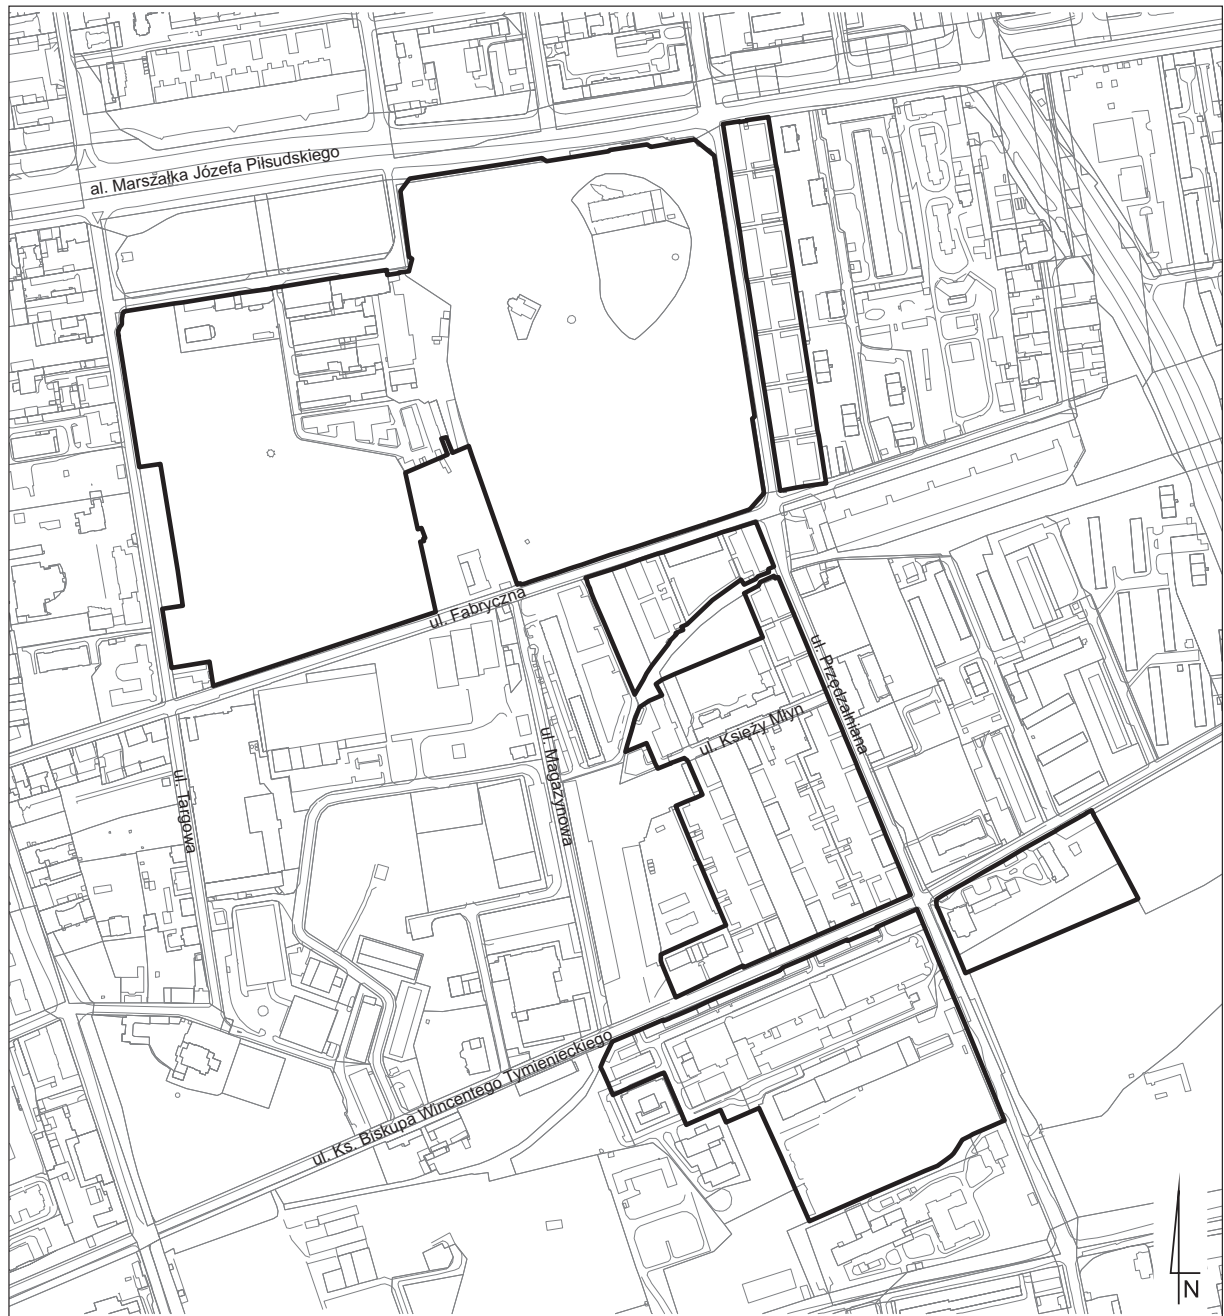 al. Marszałka Józefa Piłsudskiego
ul. Fabryczna
ul. Przędzalniana
ul. Księży Młyn
ul. Magazynowa
ul. Targowa
ul. Ks. Biskupa Wincentego Tymienieckiego
N